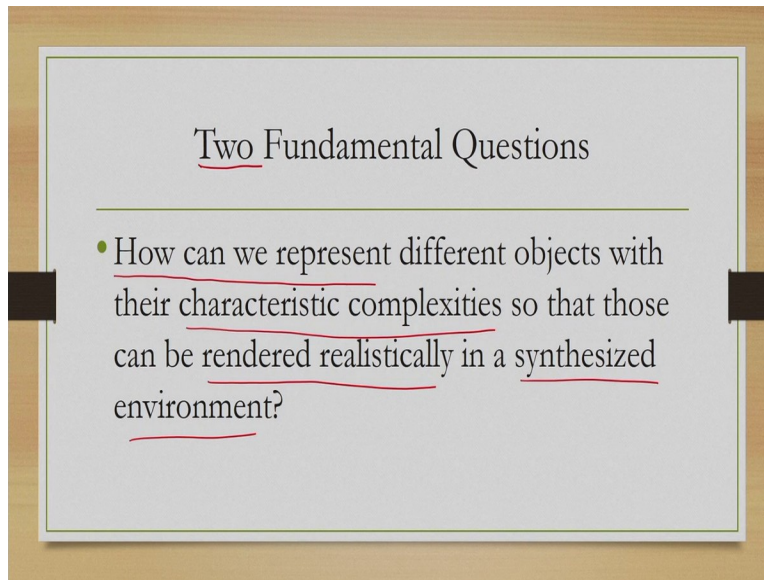 Two Fundamental Questions
• How can we represent different objects with
their characteristic complexities so that those
can be rendered realistically in a synthesized
environment?